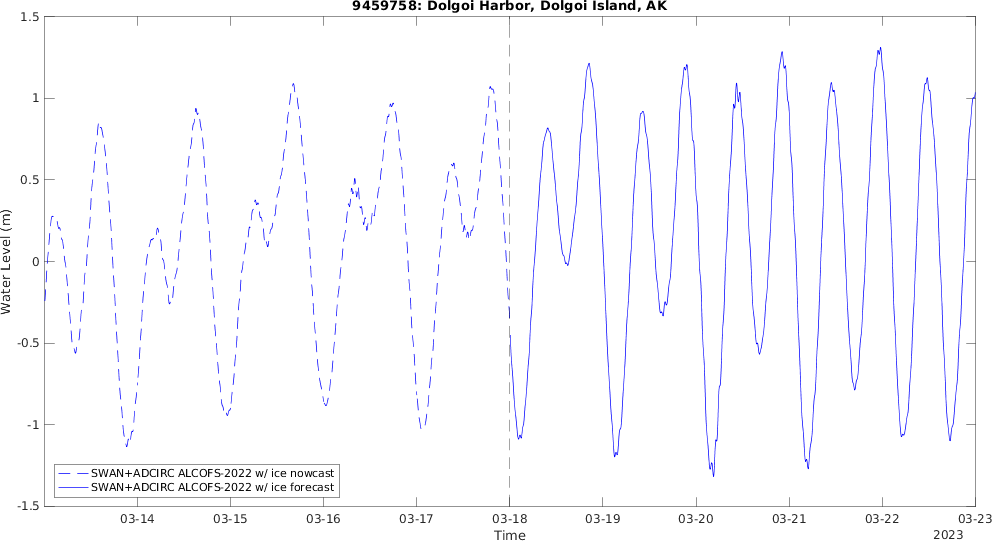 9459758: Dolgoi Harbor, Dolgoi Island, AK
1.5
1
0.5
0
-0.5
-1
-1.5
Water Level (m)
SWAN+ADCIRC ALCOFS-2022 w/ ice nowcast
SWAN+ADCIRC ALCOFS-2022 w/ ice forecast
03-14 03-15 03-16 03-17 03-18 03-19 03-20 03-21 03-22 03-23
Time
2023